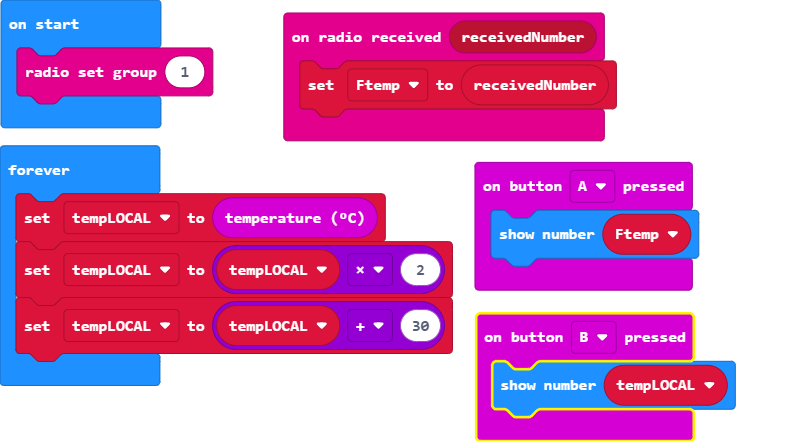 on start
radio set group 1
on radio received receivedNumber
set Ftemp to receivedNumber
forever
set tempLOCAL to temperature (ºC)
set tempLOCAL to tempLOCAL × 2
set tempLOCAL to tempLOCAL + 30
on button A pressed
show number Ftemp
on button B pressed
show number tempLOCAL